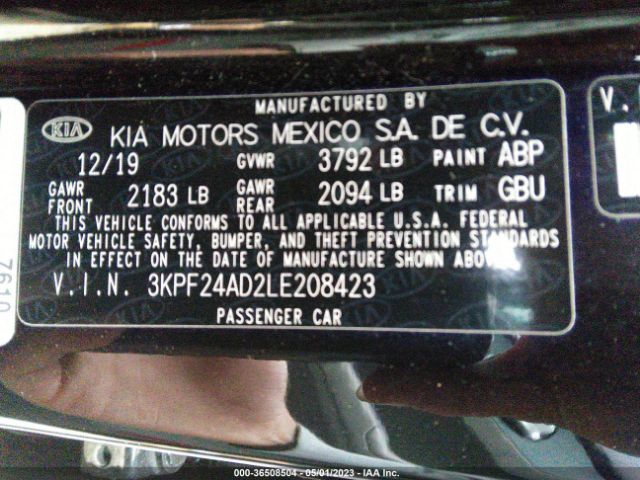 MANUFACTURED BY
KIA KIA MOTORS MEXICO S.A. DE C.V.
12/19 GVWR 3792 LB PAINT ABP
GAWR FRONT 2183 LB GAWR REAR 2094 LB TRIM GBU
THIS VEHICLE CONFORMS TO ALL APPLICABLE U.S.A. FEDERAL
MOTOR VEHICLE SAFETY, BUMPER, AND THEFT PREVENTION STANDARDS
IN EFFECT ON THE DATE OF MANUFACTURE SHOWN ABOVE.
V.I.N. 3KPF24AD2LE208423
PASSENGER CAR
V.
000-36508504 — 05/01/2023 — IAA Inc.